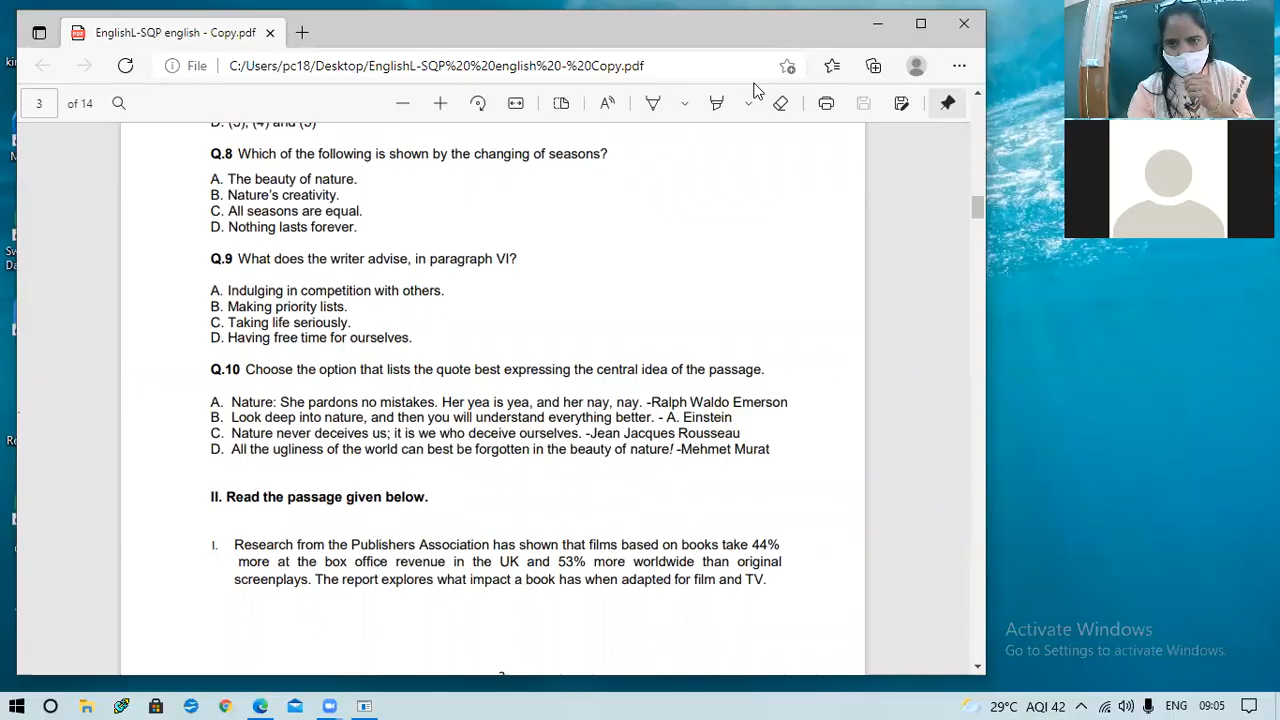 EnglishL-SQP english - Copy.pdf
File
C:/Users/pc18/Desktop/EnglishL-SQP%20%20english%20-%20Copy.pdf
3 of 14
D. (3), (4) and (5)
Q.8 Which of the following is shown by the changing of seasons?
A. The beauty of nature.
B. Nature's creativity.
C. All seasons are equal.
D. Nothing lasts forever.
Q.9 What does the writer advise, in paragraph VI?
A. Indulging in competition with others.
B. Making priority lists.
C. Taking life seriously.
D. Having free time for ourselves.
Q.10 Choose the option that lists the quote best expressing the central idea of the passage.
A. Nature: She pardons no mistakes. Her yea is yea, and her nay, nay. -Ralph Waldo Emerson
B. Look deep into nature, and then you will understand everything better. - A. Einstein
C. Nature never deceives us; it is we who deceive ourselves. -Jean Jacques Rousseau
D. All the ugliness of the world can best be forgotten in the beauty of nature! -Mehmet Murat
II. Read the passage given below.
I. Research from the Publishers Association has shown that films based on books take 44%
more at the box office revenue in the UK and 53% more worldwide than original
screenplays. The report explores what impact a book has when adapted for film and TV.
Activate Windows
Go to Settings to activate Windows.
29°C AQI 42
ENG
09:05